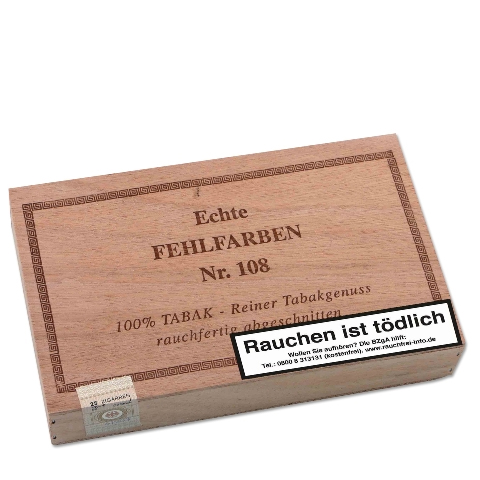 Echte
FEHLFARBEN
Nr. 108
100% TABAK - Reiner Tabakgenuss
rauchfertig abgeschnitten
Rauchen ist tödlich
Wollen Sie aufhören? Die BZgA hilft:
Tel.: 0800 8 313131 (kostenfrei), www.rauchfrei-info.de
ZIGARREN